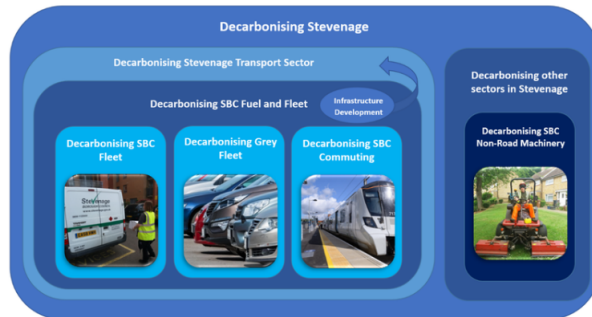 Decarbonising Stevenage
Decarbonising Stevenage Transport Sector
Decarbonising SBC Fuel and Fleet
Infrastructure
Development
Decarbonising SBC
Fleet
Decarbonising Grey
Fleet
Decarbonising SBC
Commuting
Stevenage
Decarbonising other
sectors in Stevenage
Decarbonising SBC
Non-Road Machinery